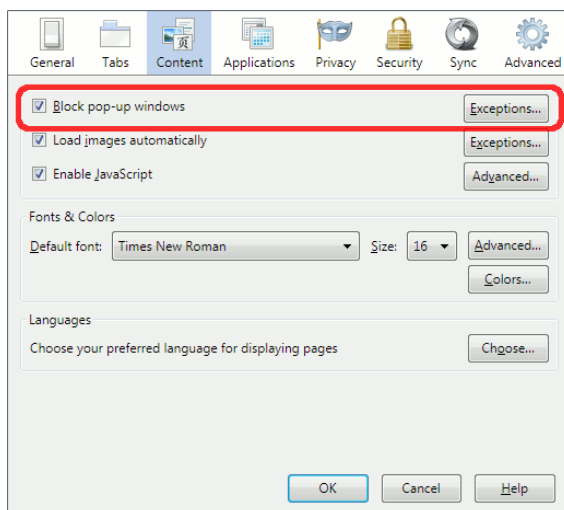 General Tabs Content Applications Privacy Security Sync Advanced
Block pop-up windows Exceptions...
Load images automatically Exceptions...
Enable JavaScript Advanced...
Fonts & Colors
Default font: Times New Roman Size: 16 Advanced...
Colors...
Languages
Choose your preferred language for displaying pages Choose...
OK Cancel Help